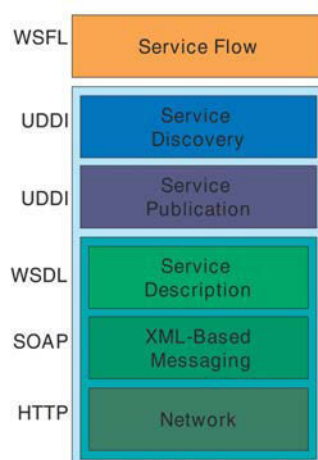 WSFL Service Flow
UDDI Service
Discovery
UDDI Service
Publication
WSDL Service
Description
SOAP XML-Based
Messaging
HTTP Network